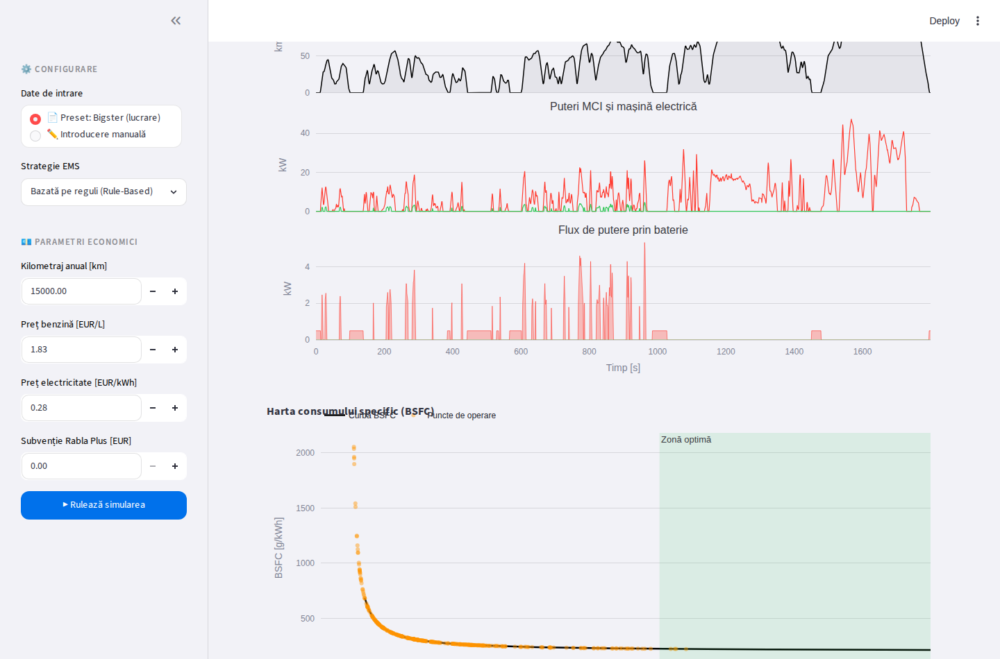 Deploy
⚙️ CONFIGURARE
Date de intrare
📄 Preset: Bigster (lucrare)
✏️ Introducere manuală
Strategie EMS
Bazată pe reguli (Rule-Based)
💶 PARAMETRI ECONOMICI
Kilometraj anual [km]
15000.00
Preț benzină [EUR/L]
1.83
Preț electricitate [EUR/kWh]
0.28
Subvenție Rabla Plus [EUR]
0.00
▶ Rulează simularea
50
0
Puteri MCI și mașină electrică
kW
40
20
0
Flux de putere prin baterie
kW
4
2
0
0 200 400 600 800 1000 1200 1400 1600
Timp [s]
Harta consumului specific (BSFC)
Curbă BSFC Puncte de operare
Zonă optimă
BSFC [g/kWh]
2000
1500
1000
500